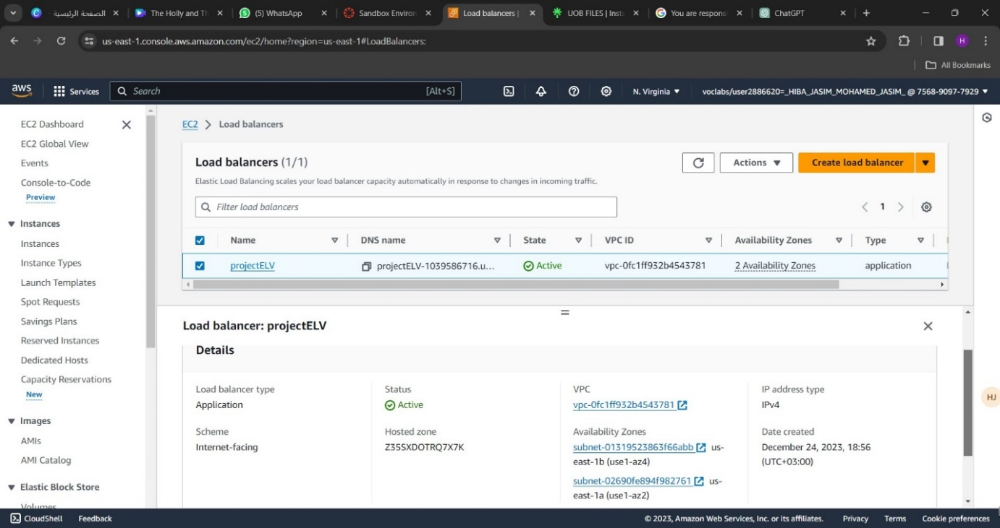 الصفحة الرئيسية
The Holly and Th
(5) WhatsApp
Sandbox Environ
Load balancers |
UOB FILES | Insta
You are responsi
ChatGPT
us-east-1.console.aws.amazon.com/ec2/home?region=us-east-1#LoadBalancers:
H
All Bookmarks
aws
Services
Search
[Alt+S]
N. Virginia
voclabs/user2886620=_HIBA_JASIM_MOHAMED_JASIM_ @ 7568-9097-7929
EC2 Dashboard
EC2 Global View
Events
Console-to-Code
Preview
Instances
Instances
Instance Types
Launch Templates
Spot Requests
Savings Plans
Reserved Instances
Dedicated Hosts
Capacity Reservations
New
Images
AMIs
AMI Catalog
Elastic Block Store
Volumes
EC2 > Load balancers
Load balancers (1/1)
Actions
Create load balancer
Elastic Load Balancing scales your load balancer capacity automatically in response to changes in incoming traffic.
Filter load balancers
1
Name DNS name State VPC ID Availability Zones Type
projectELV projectELV-1039586716.u... Active vpc-0fc1ff932b4543781 2 Availability Zones application
Load balancer: projectELV
Details
Load balancer type
Application
Status
Active
VPC
vpc-0fc1ff932b4543781
IP address type
IPv4
Scheme
Internet-facing
Hosted zone
Z35SXDOTRQ7X7K
Availability Zones
subnet-01319523863f66abb us-
east-1b (use1-az4)
subnet-02690fe894f982761 us-
east-1a (use1-az2)
Date created
December 24, 2023, 18:56
(UTC+03:00)
HJ
CloudShell
Feedback
© 2023, Amazon Web Services, Inc. or its affiliates.
Privacy
Terms
Cookie preferences